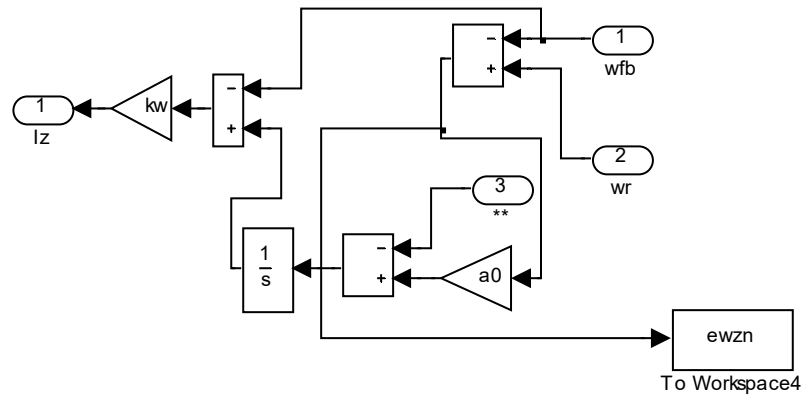 1
wfb
−
+
2
wr
−
+
kw
1
Iz
3
**
−
+
a0
1
s
ewzn
To Workspace4